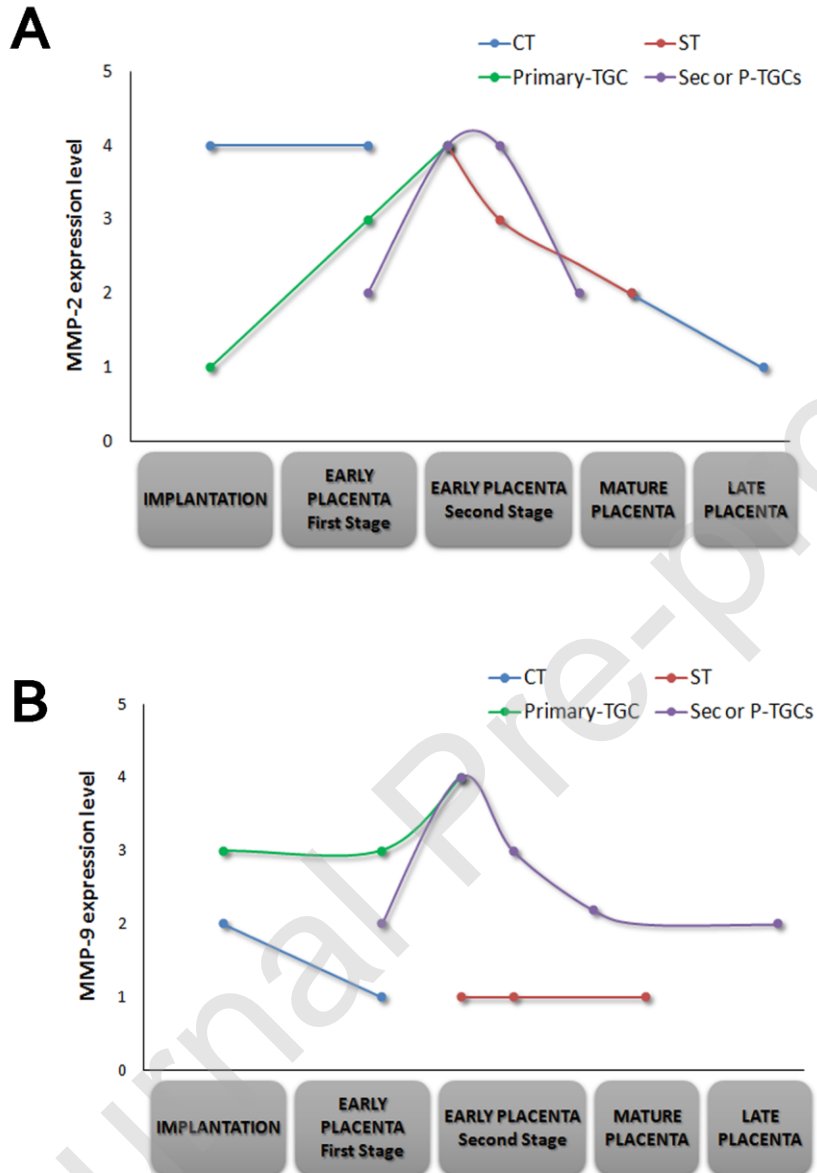 A
CT
ST
Primary-TGC
Sec or P-TGCs
MMP-2 expression level
5
4
3
2
1
0
IMPLANTATION
EARLY
PLACENTA
First Stage
EARLY PLACENTA
Second Stage
MATURE
PLACENTA
LATE
PLACENTA
B
CT
ST
Primary-TGC
Sec or P-TGCs
MMP-9 expression level
5
4
3
2
1
0
IMPLANTATION
EARLY
PLACENTA
First Stage
EARLY PLACENTA
Second Stage
MATURE
PLACENTA
LATE
PLACENTA
urnal Pre-pr